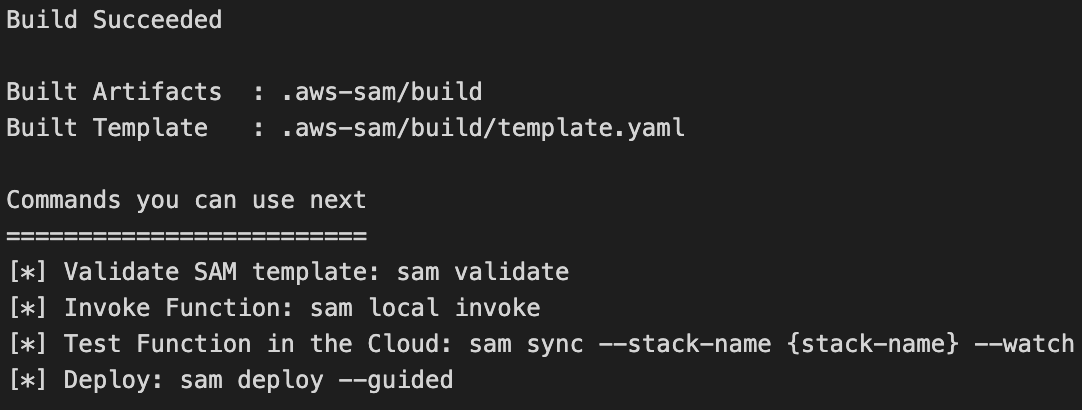 Build Succeeded
Built Artifacts  : .aws-sam/build
Built Template   : .aws-sam/build/template.yaml
Commands you can use next
=========================
[*] Validate SAM template: sam validate
[*] Invoke Function: sam local invoke
[*] Test Function in the Cloud: sam sync --stack-name {stack-name} --watch
[*] Deploy: sam deploy --guided